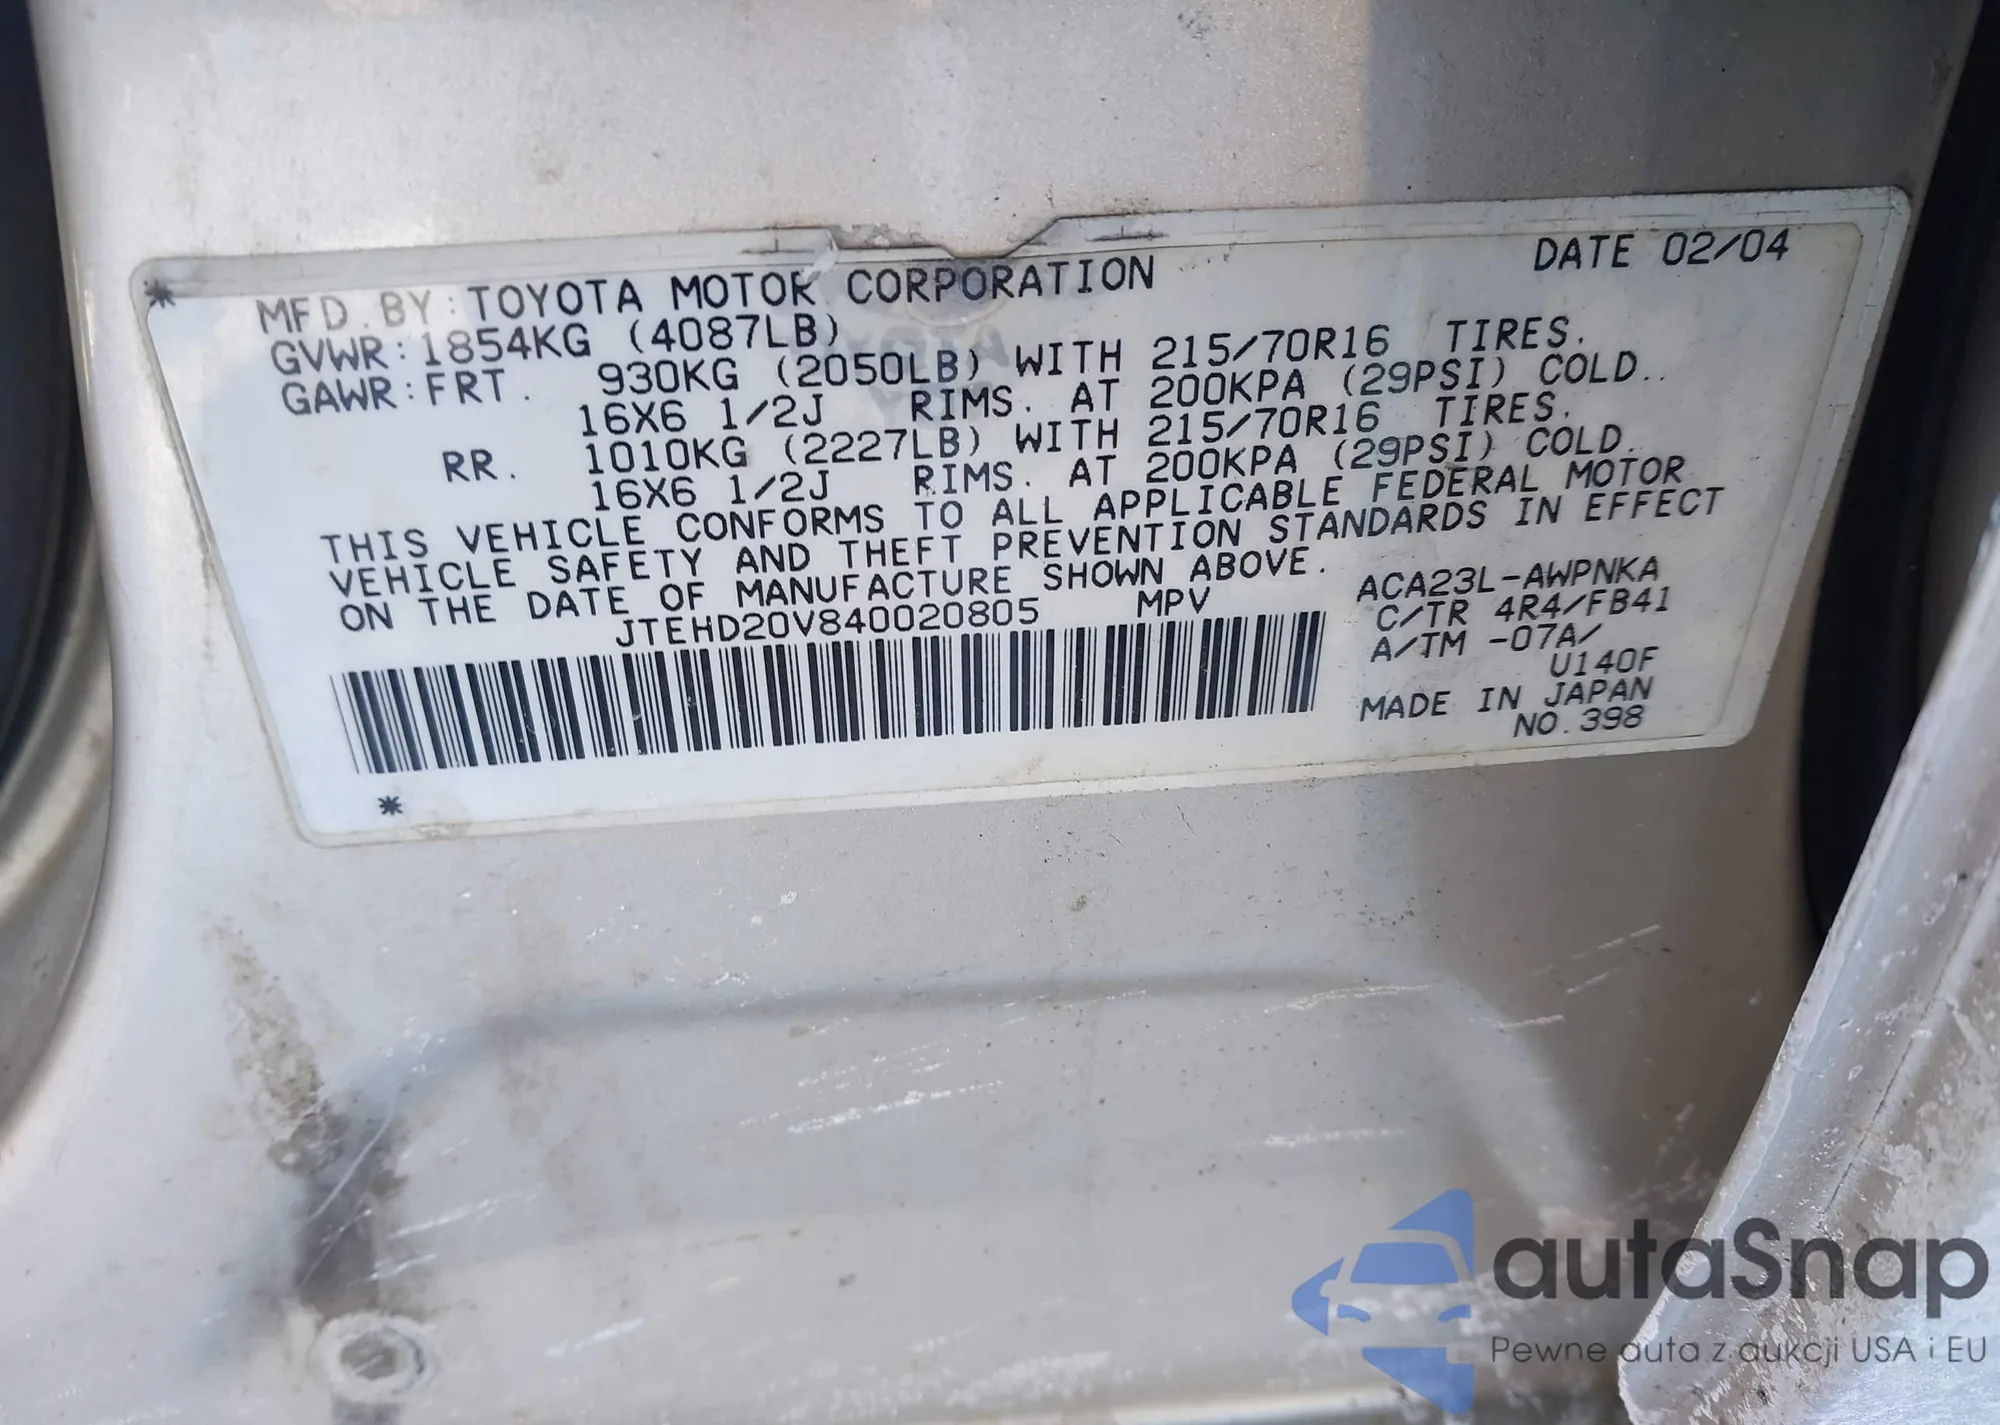 MFD. BY: TOYOTA MOTOR CORPORATION DATE 02/04
GVWR: 1854KG (4087LB)
GAWR: FRT. 930KG (2050LB) WITH 215/70R16 TIRES.
16X6 1/2J RIMS. AT 200KPA (29PSI) COLD..
RR. 1010KG (2227LB) WITH 215/70R16 TIRES.
16X6 1/2J RIMS. AT 200KPA (29PSI) COLD.
THIS VEHICLE CONFORMS TO ALL APPLICABLE FEDERAL MOTOR
VEHICLE SAFETY AND THEFT PREVENTION STANDARDS IN EFFECT
ON THE DATE OF MANUFACTURE SHOWN ABOVE.
JTEHD20V840020805 MPV
ACA23L-AWPNKA
C/TR 4R4/FB41
A/TM -07A/
U140F
MADE IN JAPAN
NO. 398
autaSnap
Pewne auta z aukcji USA i EU